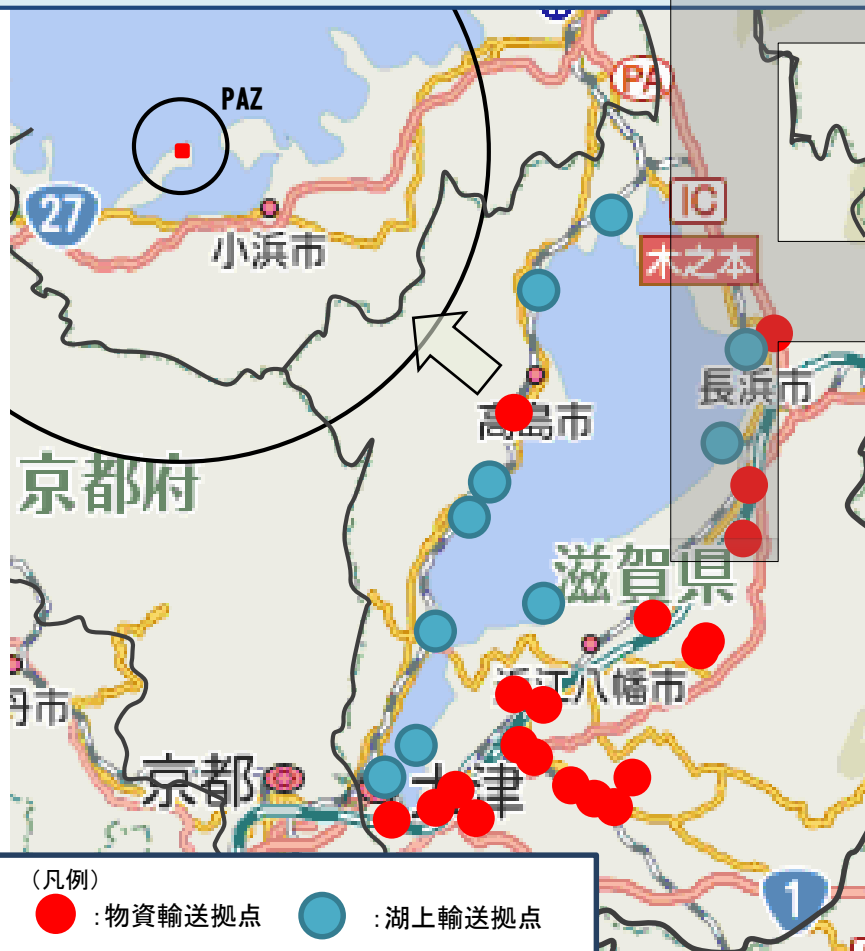 PAZ
PA
27
IC
小浜市
木之本
長浜市
高島市
京都府
滋賀県
近江八幡市
丹市
京都
大津
1
(凡例)
:物資輸送拠点
:湖上輸送拠点